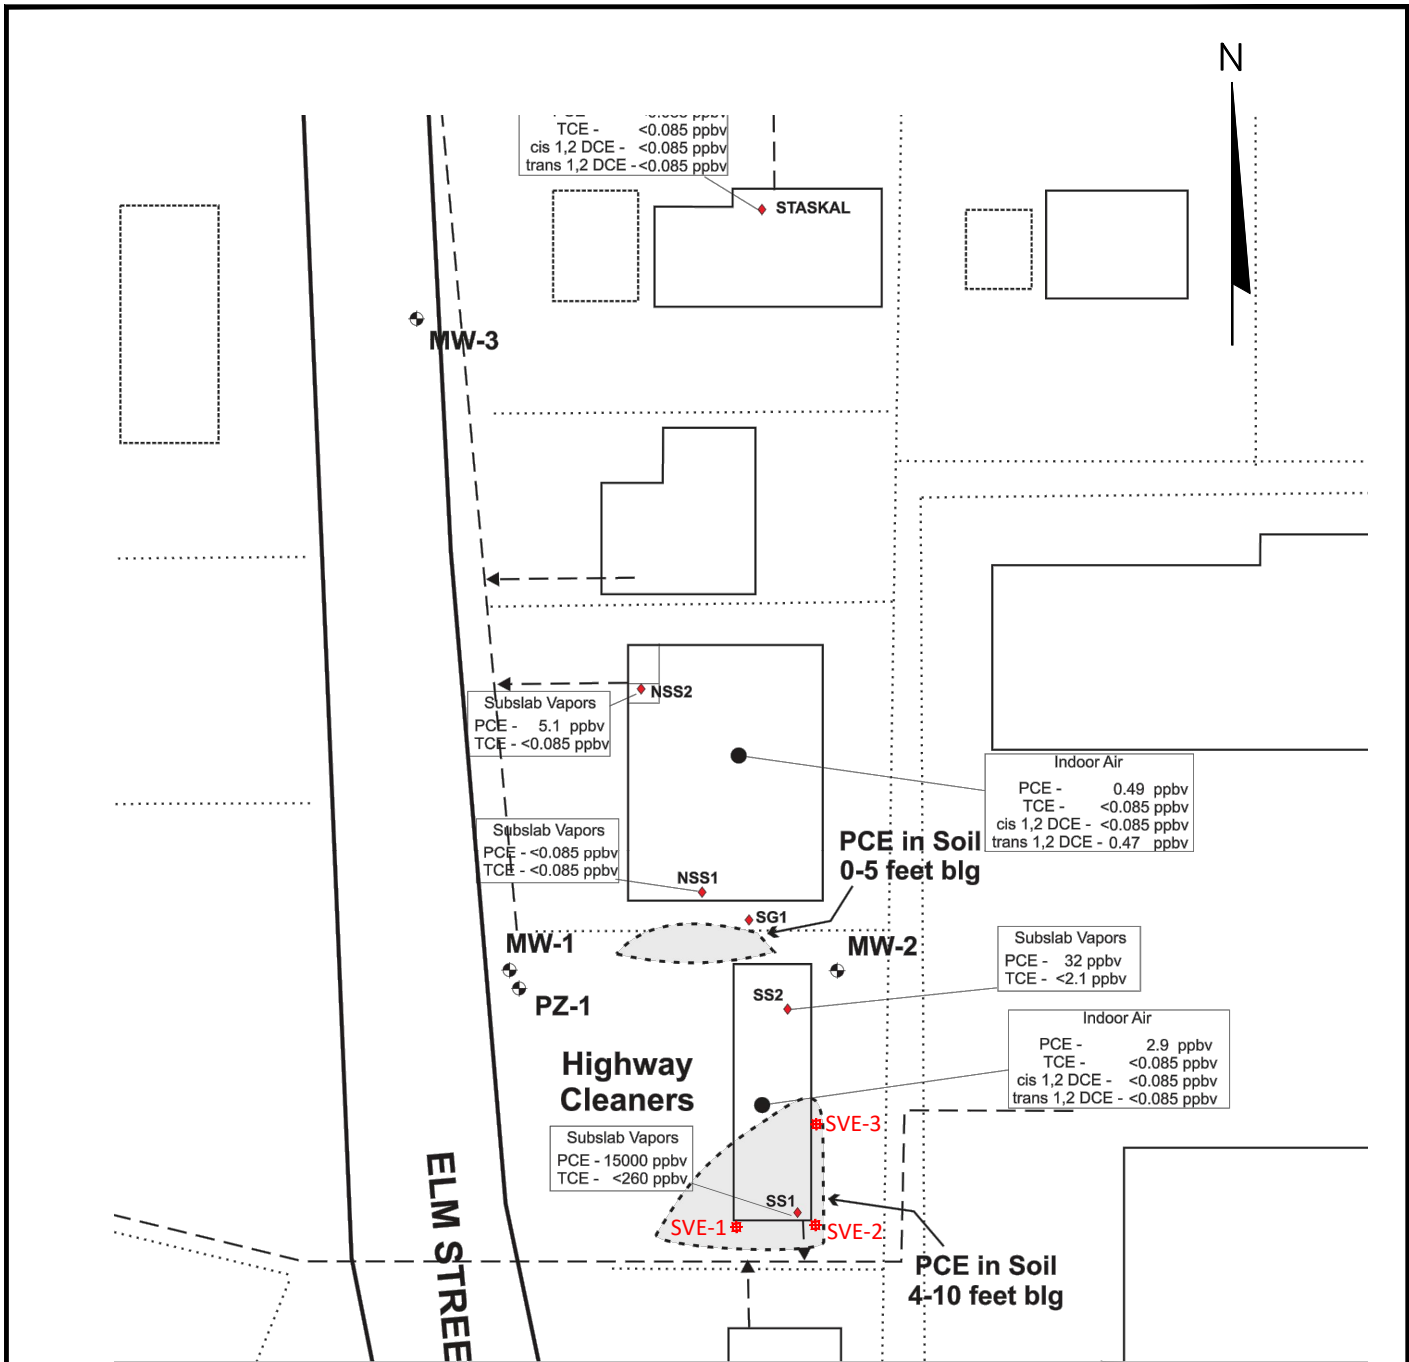 N
TCE - <0.085 ppbv
cis 1,2 DCE - <0.085 ppbv
trans 1,2 DCE - <0.085 ppbv
STASKAL
MW-3
NSS2
Subslab Vapors
PCE - 5.1 ppbv
TCE - <0.085 ppbv
Indoor Air
PCE - 0.49 ppbv
TCE - <0.085 ppbv
cis 1,2 DCE - <0.085 ppbv
trans 1,2 DCE - 0.47 ppbv
Subslab Vapors
PCE - <0.085 ppbv
TCE - <0.085 ppbv
PCE in Soil
0-5 feet blg
NSS1
SG1
MW-1
MW-2
PZ-1
Subslab Vapors
PCE - 32 ppbv
TCE - <2.1 ppbv
SS2
Indoor Air
PCE - 2.9 ppbv
TCE - <0.085 ppbv
cis 1,2 DCE - <0.085 ppbv
trans 1,2 DCE - <0.085 ppbv
Highway
Cleaners
SVE-3
Subslab Vapors
PCE - 15000 ppbv
TCE - <260 ppbv
SS1
SVE-1
SVE-2
PCE in Soil
4-10 feet blg
ELM STREE